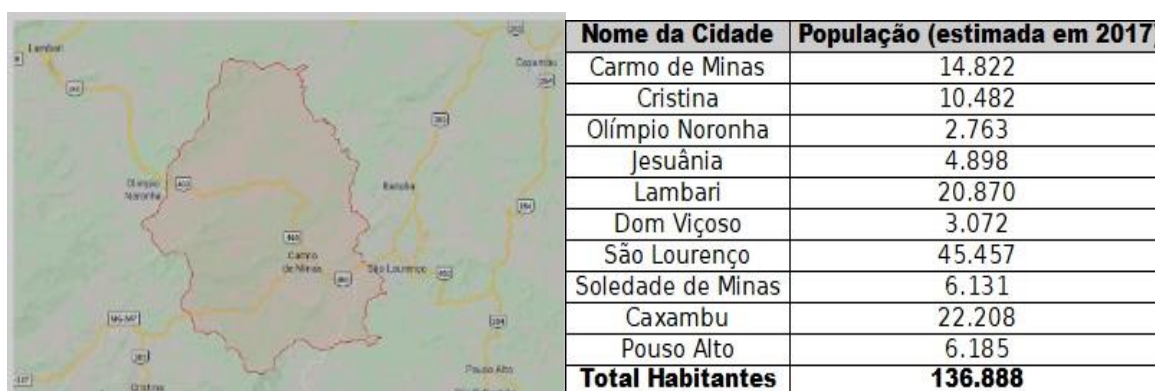 Lambari
Caxambu
Olímpio
Noronha
Carmo
de Minas
São Lourenço
Pouso Alto
Cristina
Nome da Cidade População (estimada em 2017)
Carmo de Minas 14.822
Cristina 10.482
Olímpio Noronha 2.763
Jesuânia 4.898
Lambari 20.870
Dom Viçoso 3.072
São Lourenço 45.457
Soledade de Minas 6.131
Caxambu 22.208
Pouso Alto 6.185
Total Habitantes 136.888